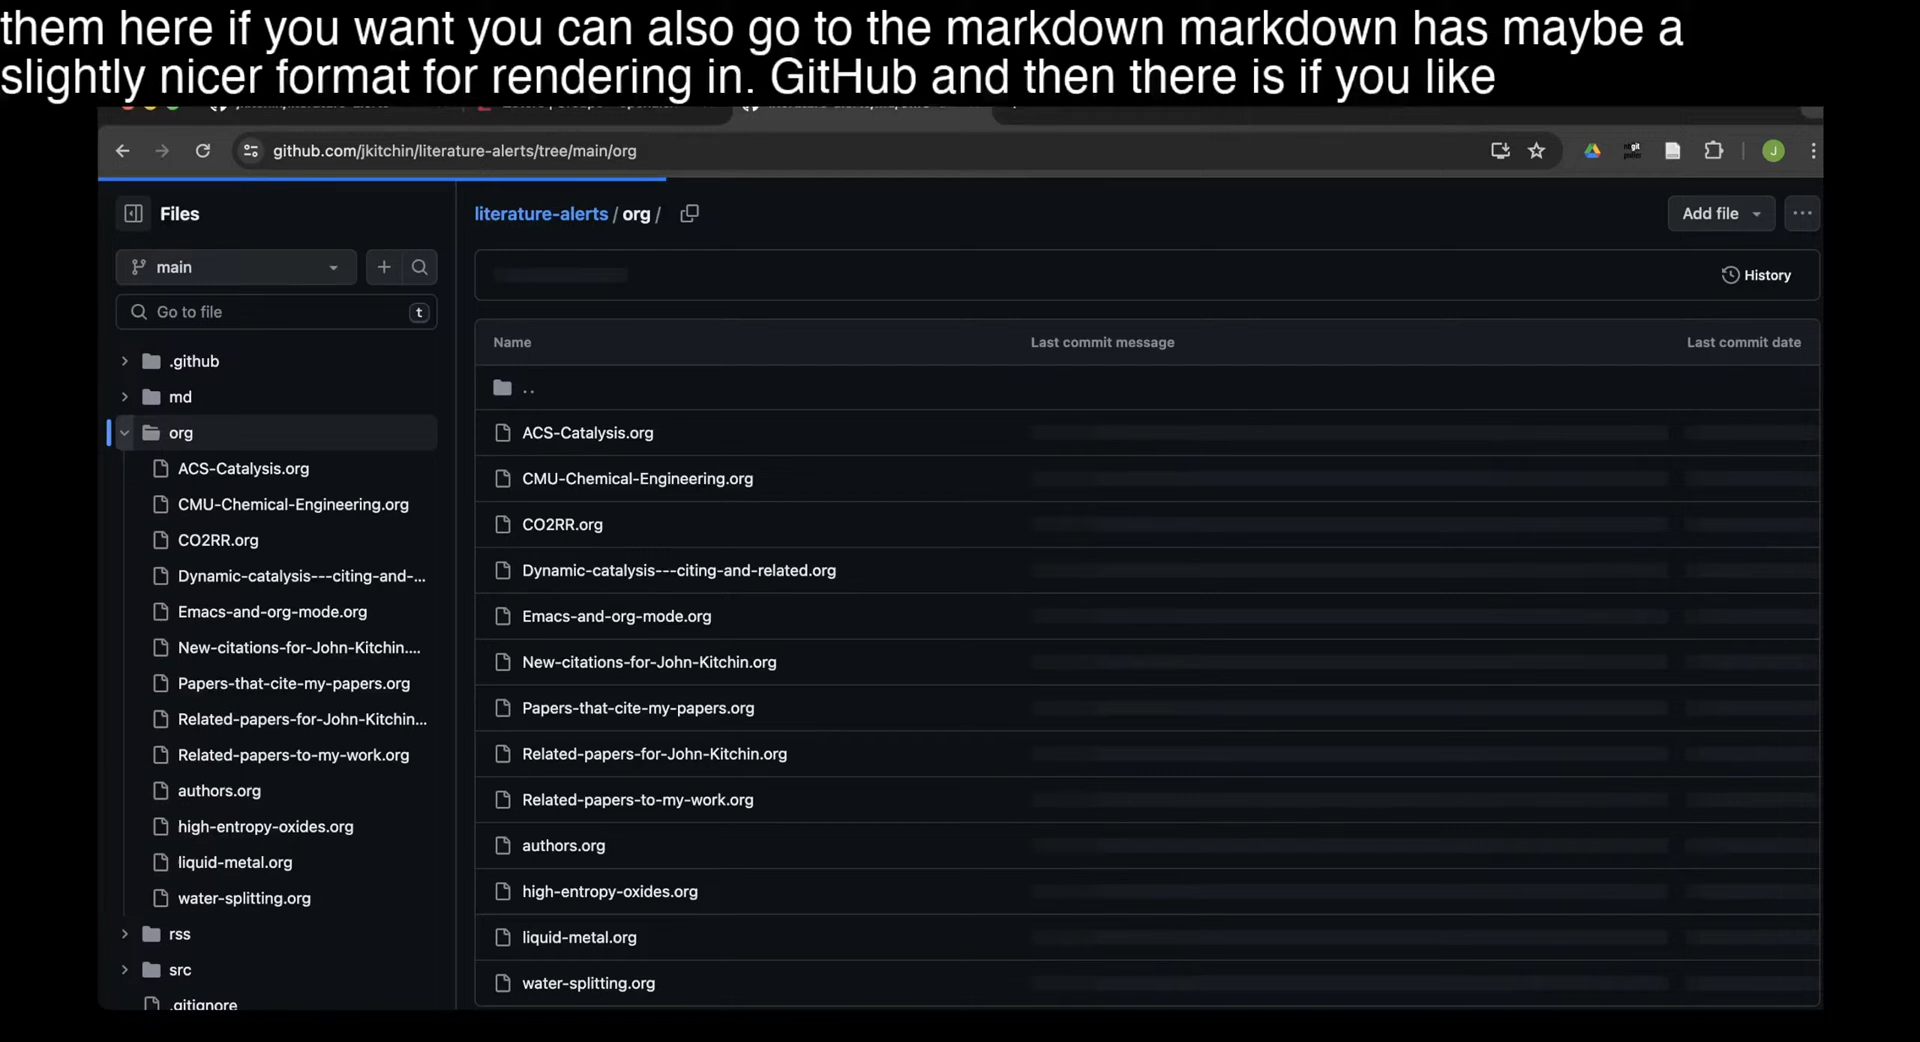 them here if you want you can also go to the markdown markdown has maybe a
slightly nicer format for rendering in. GitHub and then there is if you like
github.com/jkitchin/literature-alerts/tree/main/org
J
Files
literature-alerts / org /
Add file
main
History
Go to file
t
Name
Last commit message
Last commit date
.github
..
md
org
ACS-Catalysis.org
CMU-Chemical-Engineering.org
CO2RR.org
Dynamic-catalysis---citing-and-...
Emacs-and-org-mode.org
New-citations-for-John-Kitchin....
Papers-that-cite-my-papers.org
Related-papers-for-John-Kitchin...
Related-papers-to-my-work.org
authors.org
high-entropy-oxides.org
liquid-metal.org
water-splitting.org
rss
src
.gitignore
ACS-Catalysis.org
CMU-Chemical-Engineering.org
CO2RR.org
Dynamic-catalysis---citing-and-related.org
Emacs-and-org-mode.org
New-citations-for-John-Kitchin.org
Papers-that-cite-my-papers.org
Related-papers-for-John-Kitchin.org
Related-papers-to-my-work.org
authors.org
high-entropy-oxides.org
liquid-metal.org
water-splitting.org